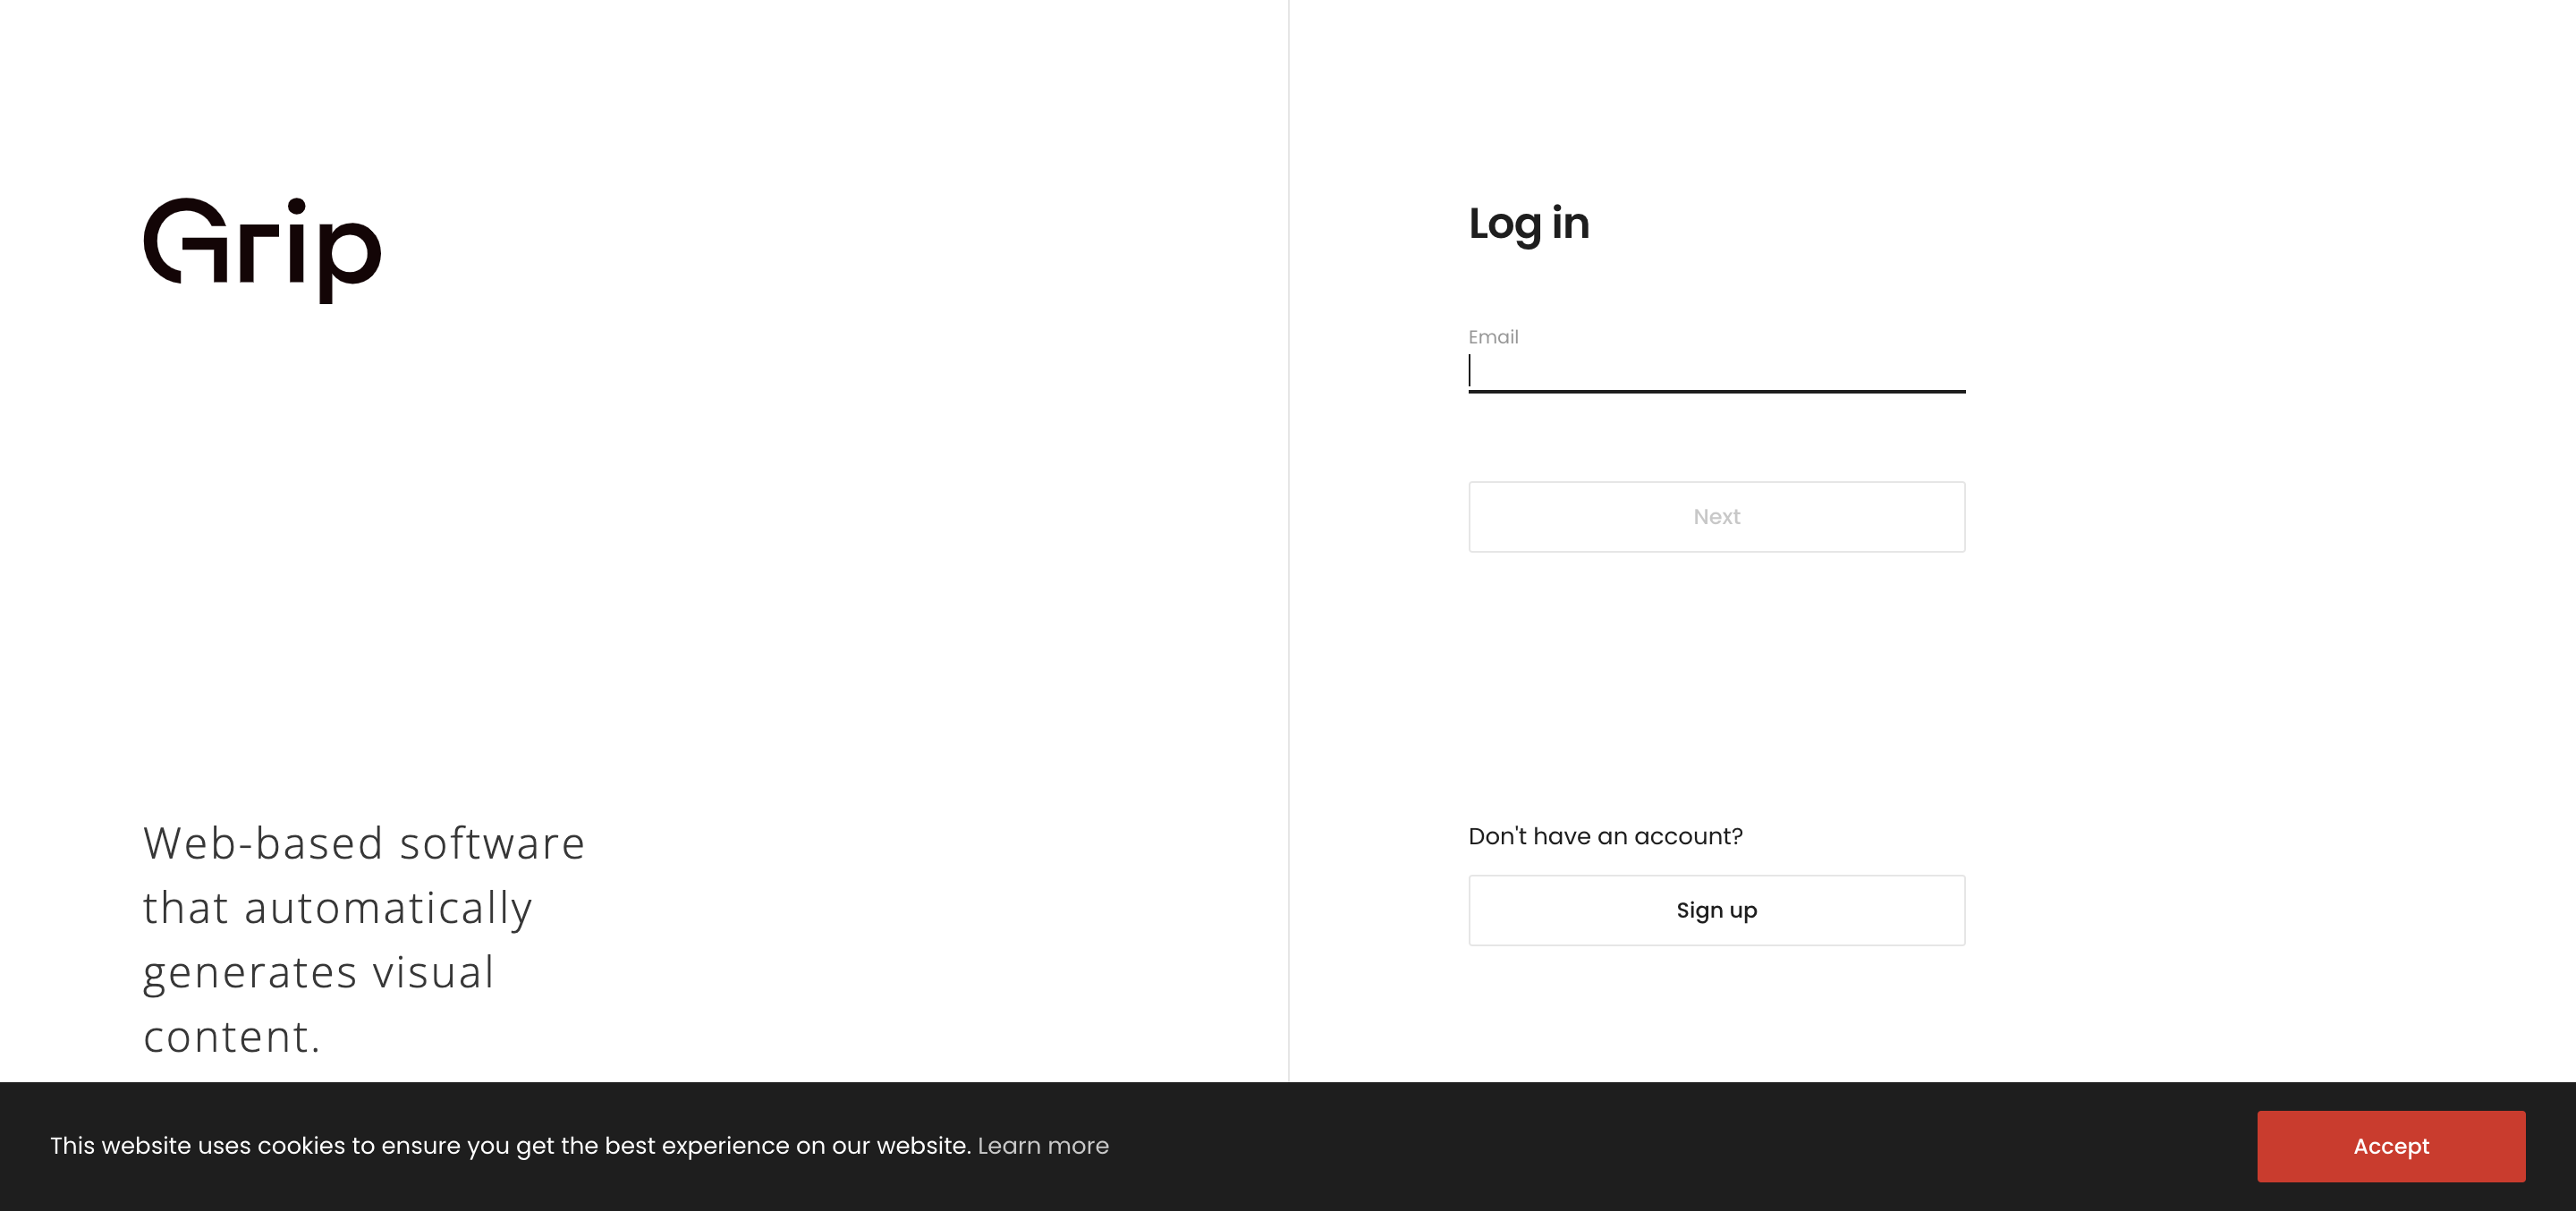 Grip
Web-based software
that automatically
generates visual
content.
Log in
Email
Next
Don't have an account?
Sign up
This website uses cookies to ensure you get the best experience on our website. Learn more
Accept